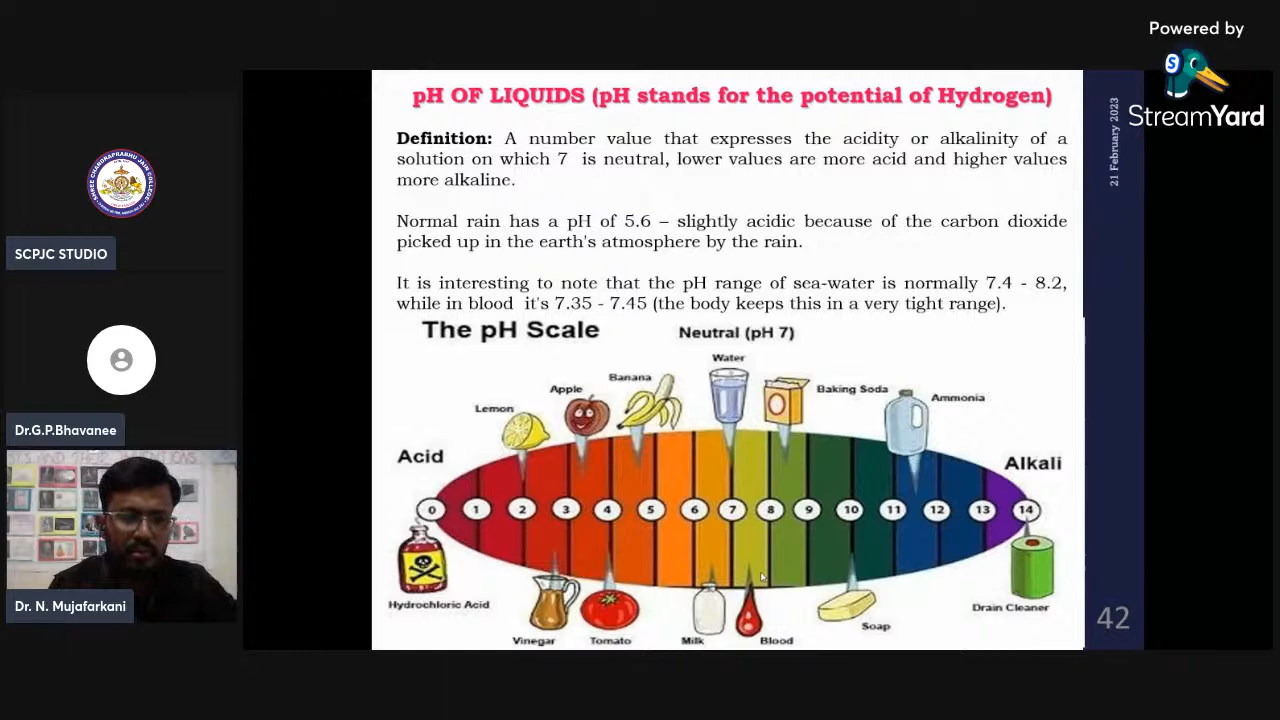 Powered by
StreamYard
pH OF LIQUIDS (pH stands for the potential of Hydrogen)
Definition: A number value that expresses the acidity or alkalinity of a
solution on which 7 is neutral, lower values are more acid and higher values
more alkaline.
Normal rain has a pH of 5.6 – slightly acidic because of the carbon dioxide
picked up in the earth's atmosphere by the rain.
It is interesting to note that the pH range of sea-water is normally 7.4 - 8.2,
while in blood it's 7.35 - 7.45 (the body keeps this in a very tight range).
The pH Scale
Neutral (pH 7)
Water
Banana
Apple
Baking Soda
Ammonia
Lemon
Acid
Alkali
0 1 2 3 4 5 6 7 8 9 10 11 12 13 14
Hydrochloric Acid
Vinegar
Tomato
Milk
Blood
Soap
Drain Cleaner
21 February 2023
42
SCPJC STUDIO
Dr.G.P.Bhavanee
Dr. N. Mujafarkani